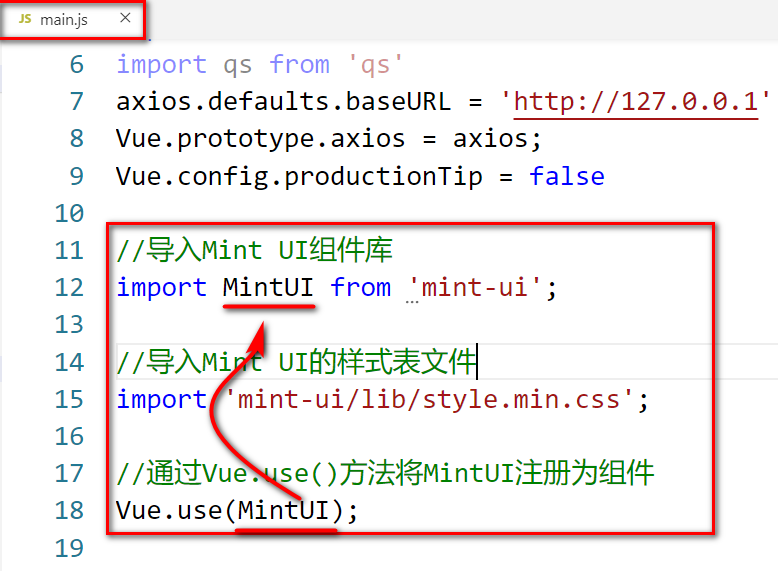 JS main.js ×
6 import qs from 'qs'
7 axios.defaults.baseURL = 'http://127.0.0.1'
8 Vue.prototype.axios = axios;
9 Vue.config.productionTip = false
10
11 //导入Mint UI组件库
12 import MintUI from 'mint-ui';
13
14 //导入Mint UI的样式表文件
15 import 'mint-ui/lib/style.min.css';
16
17 //通过Vue.use()方法将MintUI注册为组件
18 Vue.use(MintUI);
19